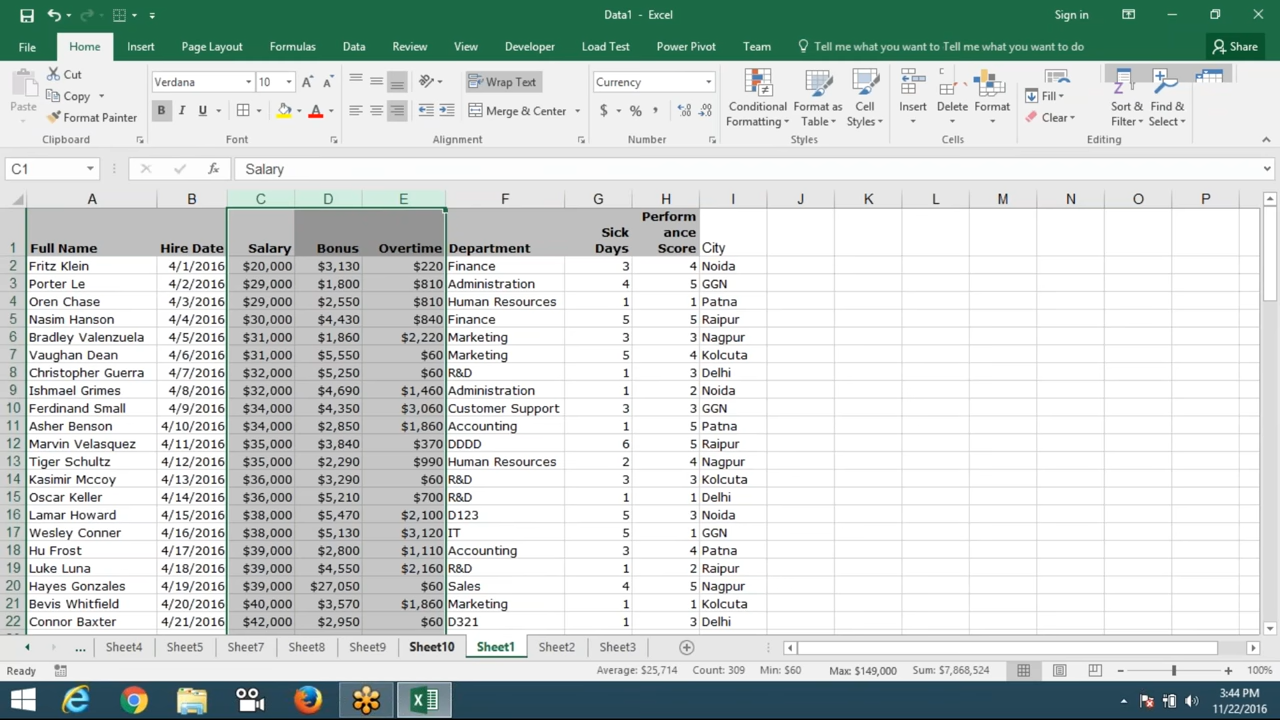 Data1 - Excel
Sign in
File Home Insert Page Layout Formulas Data Review View Developer Load Test Power Pivot Team Tell me what you want to Tell me what you want to do Share
Paste
Cut
Copy
Format Painter
Clipboard
Verdana 10
B I U A
Font
Wrap Text
Merge & Center
Alignment
Currency
$ % ,
Number
Conditional Formatting
Format as Table
Cell Styles
Styles
Insert Delete Format
Cells
Fill
Clear
Sort & Filter
Find & Select
Editing
C1 fx Salary
A B C D E F G H I J K L M N O P
1 Full Name Hire Date Salary Bonus Overtime Department Sick Days Performance Score City
2 Fritz Klein 4/1/2016 $20,000 $3,130 $220 Finance 3 4 Noida
3 Porter Le 4/2/2016 $29,000 $1,800 $810 Administration 4 5 GGN
4 Oren Chase 4/3/2016 $29,000 $2,550 $810 Human Resources 1 1 Patna
5 Nasim Hanson 4/4/2016 $30,000 $4,430 $840 Finance 5 5 Raipur
6 Bradley Valenzuela 4/5/2016 $31,000 $1,860 $2,220 Marketing 3 3 Nagpur
7 Vaughan Dean 4/6/2016 $31,000 $5,550 $60 Marketing 5 4 Kolcuta
8 Christopher Guerra 4/7/2016 $32,000 $5,250 $60 R&D 1 3 Delhi
9 Ishmael Grimes 4/8/2016 $32,000 $4,690 $1,460 Administration 1 2 Noida
10 Ferdinand Small 4/9/2016 $34,000 $4,350 $3,060 Customer Support 3 3 GGN
11 Asher Benson 4/10/2016 $34,000 $2,850 $1,860 Accounting 1 5 Patna
12 Marvin Velasquez 4/11/2016 $35,000 $3,840 $370 DDDD 6 5 Raipur
13 Tiger Schultz 4/12/2016 $35,000 $2,290 $990 Human Resources 2 4 Nagpur
14 Kasimir Mccoy 4/13/2016 $36,000 $3,290 $60 R&D 3 3 Kolcuta
15 Oscar Keller 4/14/2016 $36,000 $5,210 $700 R&D 1 1 Delhi
16 Lamar Howard 4/15/2016 $38,000 $5,470 $2,100 D123 5 3 Noida
17 Wesley Conner 4/16/2016 $38,000 $5,130 $3,120 IT 5 1 GGN
18 Hu Frost 4/17/2016 $39,000 $2,800 $1,110 Accounting 3 4 Patna
19 Luke Luna 4/18/2016 $39,000 $4,550 $2,160 R&D 1 2 Raipur
20 Hayes Gonzales 4/19/2016 $39,000 $27,050 $60 Sales 4 5 Nagpur
21 Bevis Whitfield 4/20/2016 $40,000 $3,570 $1,860 Marketing 1 1 Kolcuta
22 Connor Baxter 4/21/2016 $42,000 $2,950 $60 D321 1 3 Delhi
... Sheet4 Sheet5 Sheet7 Sheet8 Sheet9 Sheet10 Sheet1 Sheet2 Sheet3
Ready Average: $25,714 Count: 309 Min: $60 Max: $149,000 Sum: $7,868,524 100%
3:44 PM
11/22/2016